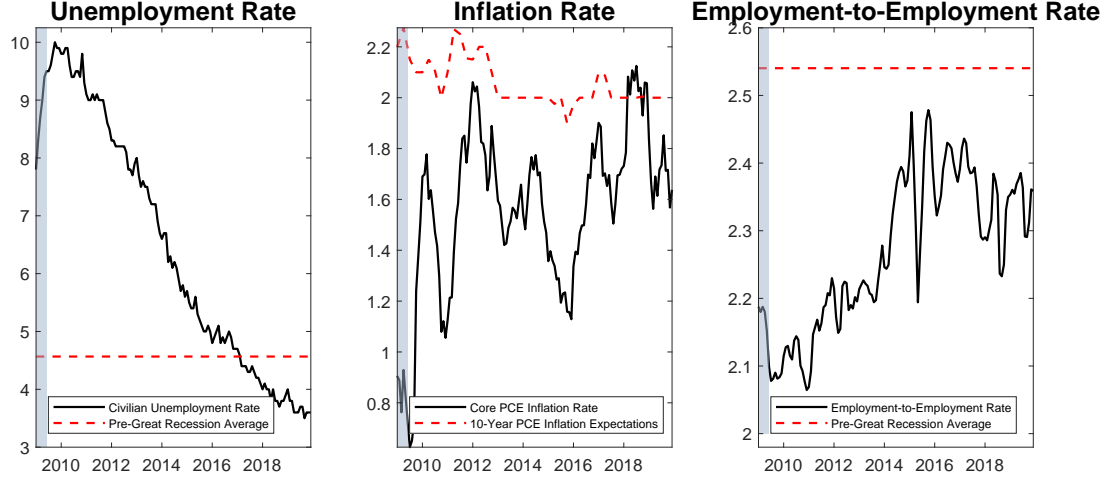 Unemployment Rate
10
9
8
7
6
5
4
3
2010 2012 2014 2016 2018
Civilian Unemployment Rate
Pre-Great Recession Average
Inflation Rate
2.2
2
1.8
1.6
1.4
1.2
1
0.8
2010 2012 2014 2016 2018
Core PCE Inflation Rate
10-Year PCE Inflation Expectations
Employment-to-Employment Rate
2.6
2.5
2.4
2.3
2.2
2.1
2
2010 2012 2014 2016 2018
Employment-to-Employment Rate
Pre-Great Recession Average